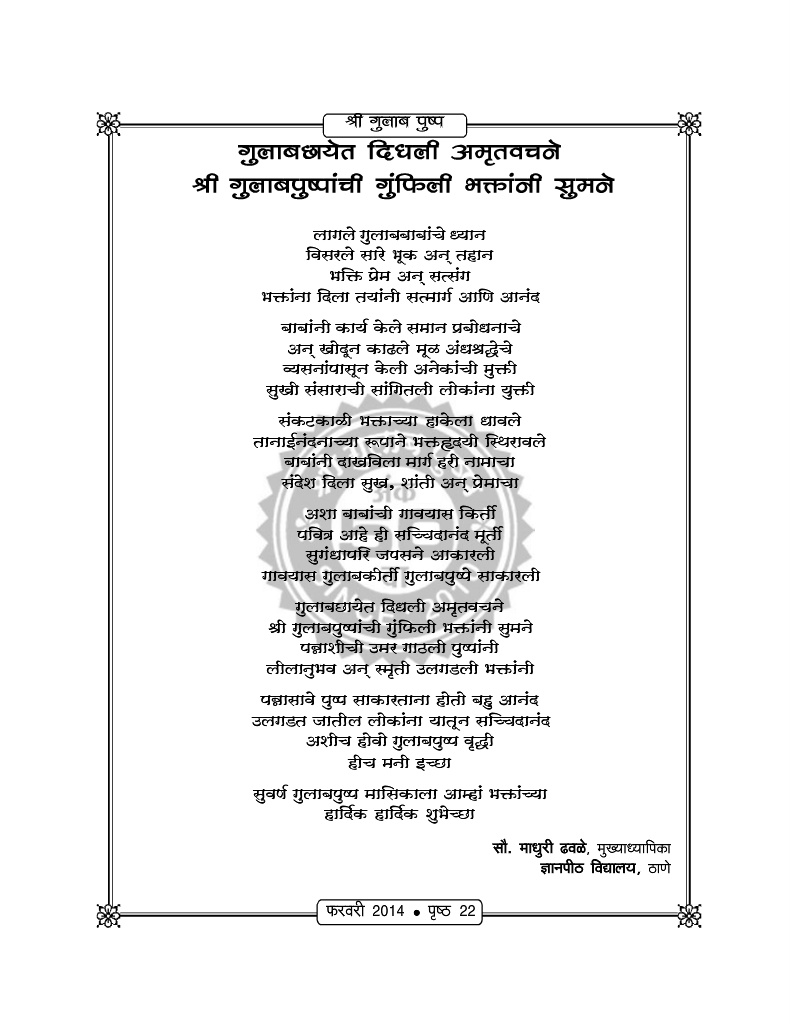 श्री गुलाब पुष्प
गुलाबछायेत दिधली अमृतवचने
श्री गुलाबपुष्पांची गुंफिली भक्तांनी सुमने
लागले गुलाबबाबांचे ध्यान
विसरले सारे भूक अन् तहान
भक्ति प्रेम अन् सत्संग
भक्तांना दिला तयांनी सत्मार्ग आणि आनंद
बाबांनी कार्य केले समान प्रबोधनाचे
अन् खोदून काढले मूळ अंधश्रद्धेचे
व्यसनांपासून केली अनेकांची मुक्ती
सुखी संसाराची सांगितली लोकांना युक्ती
संकटकाळी भक्ताच्या हाकेला धावले
तानाईनंदनाच्या रूपाने भक्तहृदयी स्थिरावले
बाबांनी दाखविला मार्ग हरी नामाचा
संदेश दिला सुख, शांती अन् प्रेमाचा
अशा बाबांची गावयास किर्ती
पवित्र आहे ही सच्चिदानंद मूर्ती
सुगंधापरि जपसने आकारली
गावयास गुलाबकीर्ती गुलाबपुष्पे साकारली
गुलाबछायेत दिधली अमृतवचने
श्री गुलाबपुष्पांची गुंफिली भक्तांनी सुमने
पन्नाशीची उमर गाठली पुष्पांनी
लीलानुभव अन् स्मृती उलगडली भक्तांनी
पन्नासावे पुष्प साकारताना होतो बहु आनंद
उलगडत जातील लोकांना यातून सच्चिदानंद
अशीच होवो गुलाबपुष्प वृद्धी
हीच मनी इच्छा
सुवर्ण गुलाबपुष्प मासिकाला आम्हां भक्तांच्या
हार्दिक हार्दिक शुभेच्छा
सौ. माधुरी ढवळे, मुख्याध्यापिका
ज्ञानपीठ विद्यालय, ठाणे
फरवरी 2014 ● पृष्ठ 22